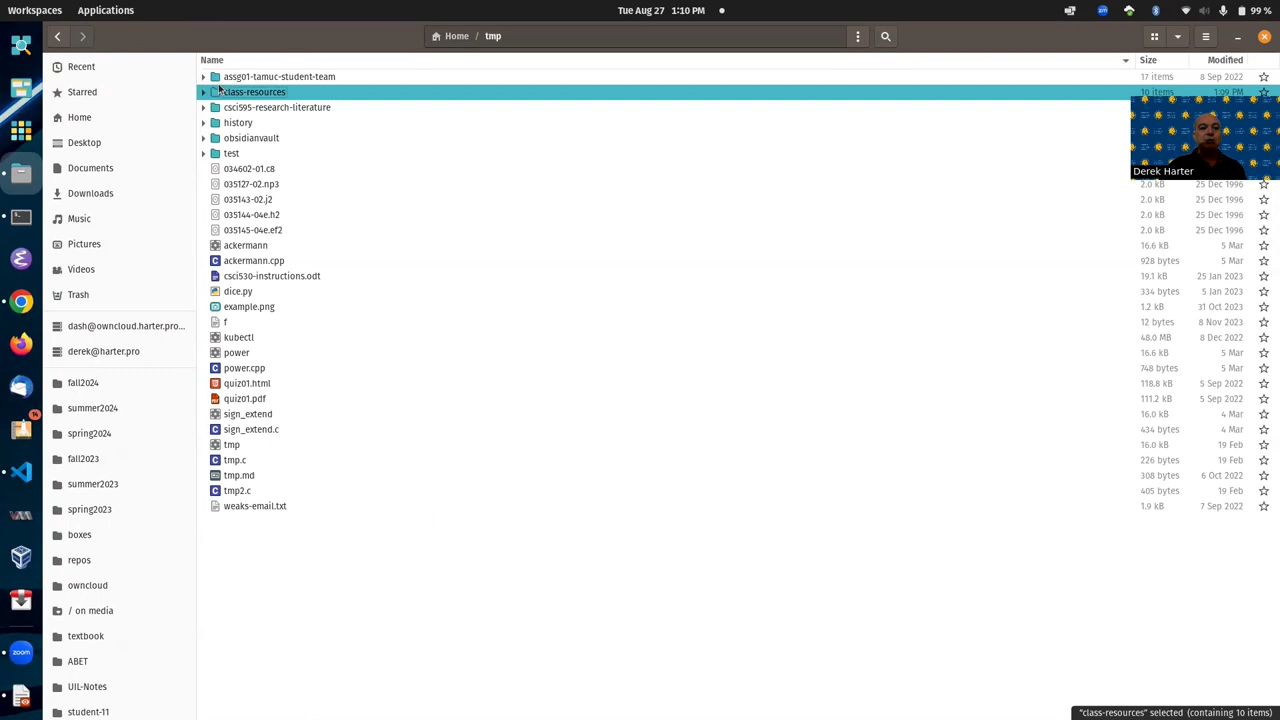 Workspaces Applications Tue Aug 27 1:10 PM 99 %
Home / tmp
Recent
Starred
Home
Desktop
Documents
Downloads
Music
Pictures
Videos
Trash
dash@owncloud.harter.pro...
derek@harter.pro
fall2024
summer2024
spring2024
fall2023
summer2023
spring2023
boxes
repos
owncloud
/ on media
textbook
ABET
UIL-Notes
student-11
Name Size Modified
assg01-tamuc-student-team 17 items 8 Sep 2022
class-resources 10 items 1:09 PM
csci595-research-literature
history
obsidianvault
test
034602-01.c8
035127-02.np3 2.0 kB 25 Dec 1996
035143-02.j2 2.0 kB 25 Dec 1996
035144-04e.h2 2.0 kB 25 Dec 1996
035145-04e.ef2 2.0 kB 25 Dec 1996
ackermann 16.6 kB 5 Mar
ackermann.cpp 928 bytes 5 Mar
csci530-instructions.odt 19.1 kB 25 Jan 2023
dice.py 334 bytes 5 Jan 2023
example.png 1.2 kB 31 Oct 2023
f 12 bytes 8 Nov 2023
kubectl 48.0 MB 8 Dec 2022
power 16.6 kB 5 Mar
power.cpp 748 bytes 5 Mar
quiz01.html 118.8 kB 5 Sep 2022
quiz01.pdf 111.2 kB 5 Sep 2022
sign_extend 16.0 kB 4 Mar
sign_extend.c 434 bytes 4 Mar
tmp 16.0 kB 19 Feb
tmp.c 226 bytes 19 Feb
tmp.md 308 bytes 6 Oct 2022
tmp2.c 405 bytes 19 Feb
weaks-email.txt 1.9 kB 7 Sep 2022
Derek Harter
zoom
"class-resources" selected (containing 10 items)